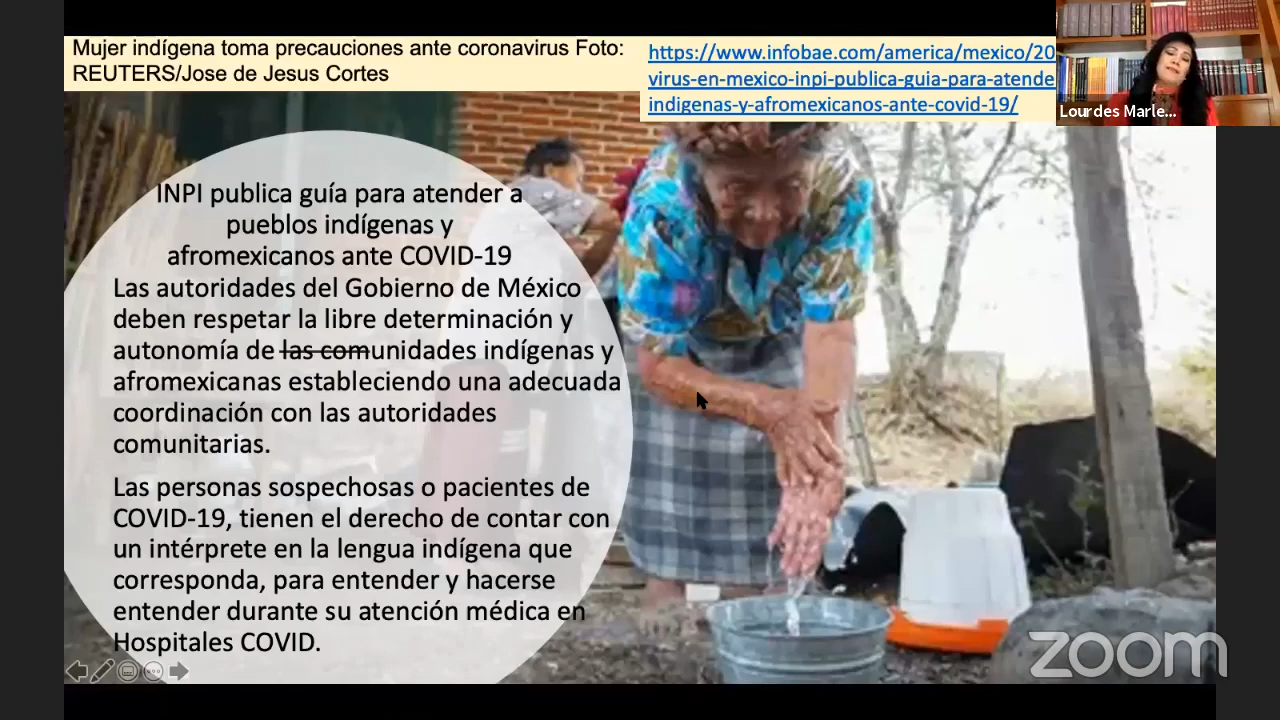 Mujer indígena toma precauciones ante coronavirus Foto:
REUTERS/Jose de Jesus Cortes
https://www.infobae.com/america/mexico/20
virus-en-mexico-inpi-publica-guia-para-atende
indigenas-y-afromexicanos-ante-covid-19/
Lourdes Marle...
INPI publica guía para atender a
pueblos indígenas y
afromexicanos ante COVID-19
Las autoridades del Gobierno de México
deben respetar la libre determinación y
autonomía de las comunidades indígenas y
afromexicanas estableciendo una adecuada
coordinación con las autoridades
comunitarias.
Las personas sospechosas o pacientes de
COVID-19, tienen el derecho de contar con
un intérprete en la lengua indígena que
corresponda, para entender y hacerse
entender durante su atención médica en
Hospitales COVID.
zoom